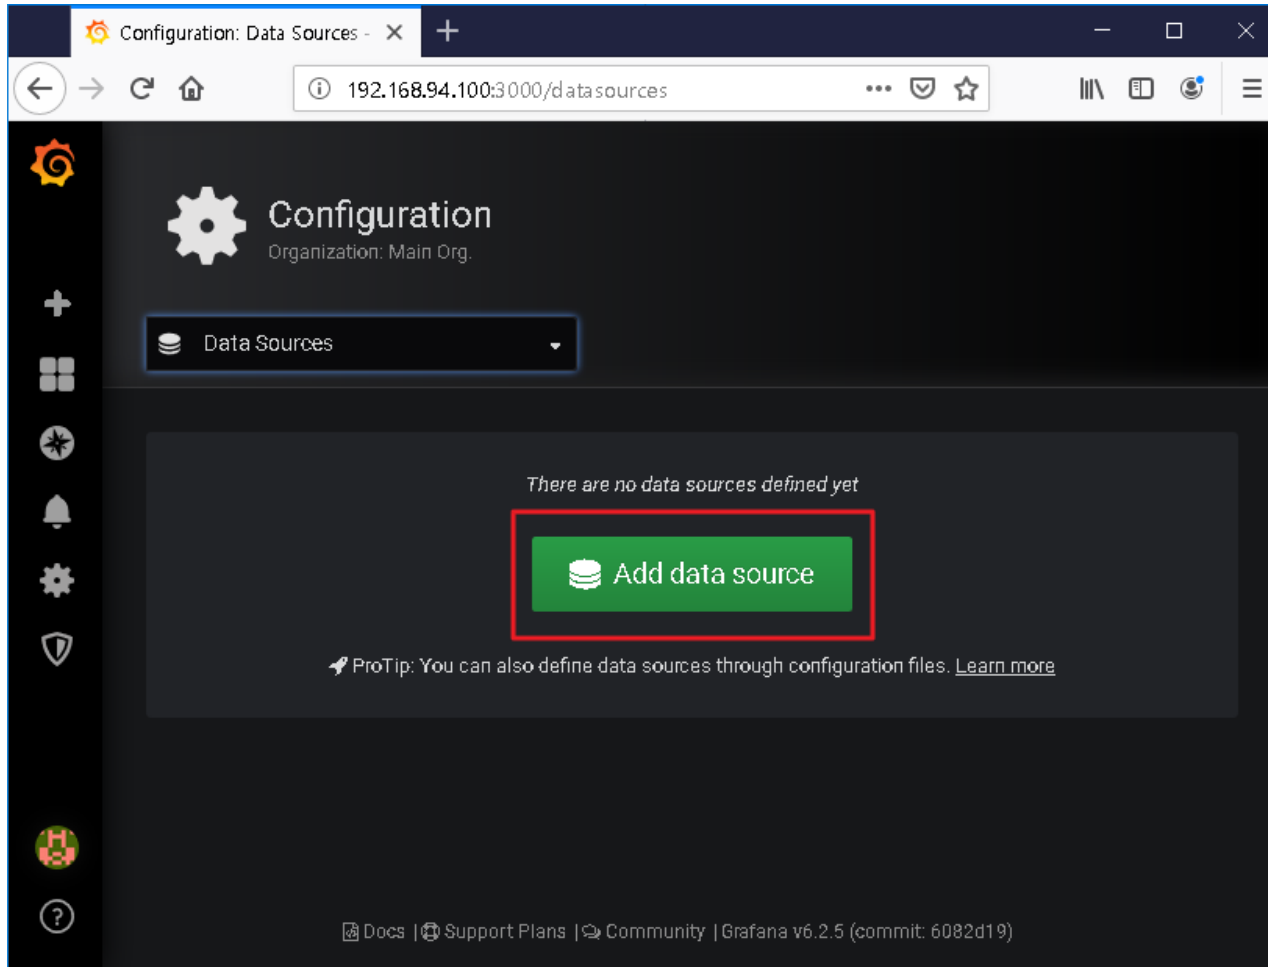 Configuration: Data Sources -
192.168.94.100:3000/datasources
Configuration
Organization: Main Org.
Data Sources
There are no data sources defined yet
Add data source
ProTip: You can also define data sources through configuration files. Learn more
Docs | Support Plans | Community | Grafana v6.2.5 (commit: 6082d19)